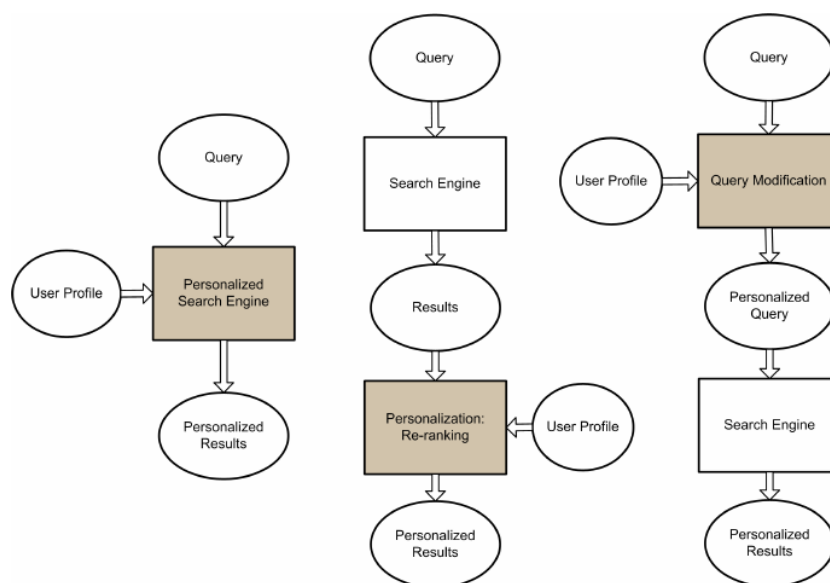 Query
User Profile
Personalized
Search Engine
Personalized
Results
Query
Search Engine
Results
Personalization:
Re-ranking
User Profile
Personalized
Results
Query
User Profile
Query Modification
Personalized
Query
Search Engine
Personalized
Results